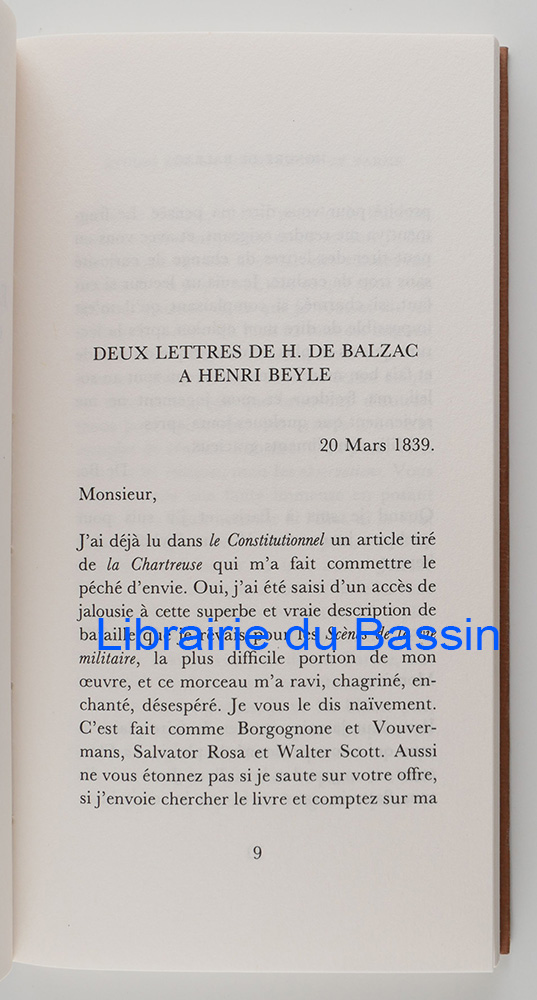 DEUX LETTRES DE H. DE BALZAC
A HENRI BEYLE
20 Mars 1839.
Monsieur,
J'ai déjà lu dans le Constitutionnel un article tiré
de la Chartreuse qui m'a fait commettre le
péché d'envie. Oui, j'ai été saisi d'un accès de
jalousie à cette superbe et vraie description de
bataille que je rêvais pour les Scènes de la vie
Librairie du Bassin
militaire, la plus difficile portion de mon
œuvre, et ce morceau m'a ravi, chagriné, en-
chanté, désespéré. Je vous le dis naïvement.
C'est fait comme Borgognone et Vouver-
mans, Salvator Rosa et Walter Scott. Aussi
ne vous étonnez pas si je saute sur votre offre,
si j'envoie chercher le livre et comptez sur ma
9